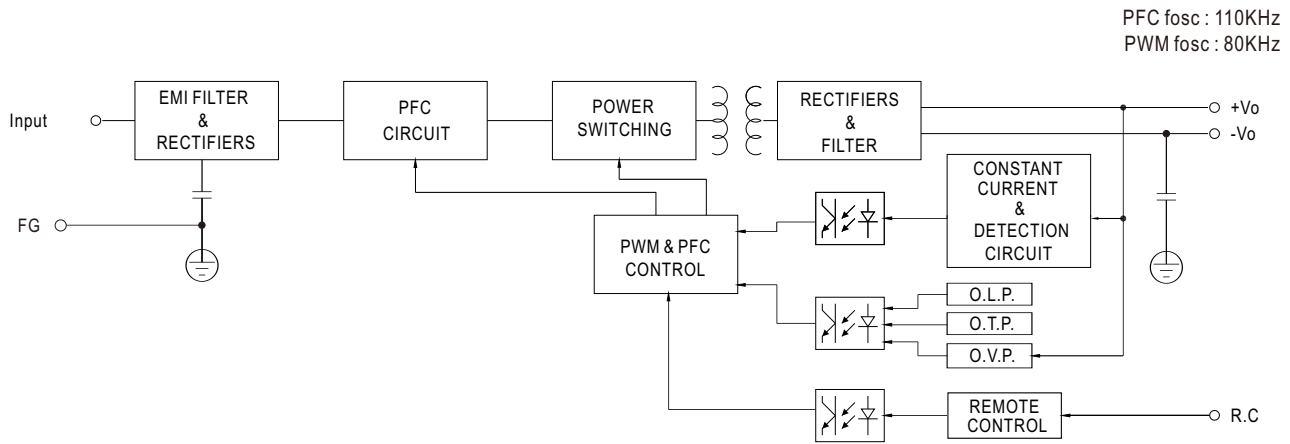 PFC fosc : 110KHz
PWM fosc : 80KHz
Input
EMI FILTER
&
RECTIFIERS
PFC
CIRCUIT
POWER
SWITCHING
RECTIFIERS
&
FILTER
+Vo
-Vo
FG
PWM & PFC
CONTROL
CONSTANT
CURRENT
&
DETECTION
CIRCUIT
O.L.P.
O.T.P.
O.V.P.
REMOTE
CONTROL
R.C